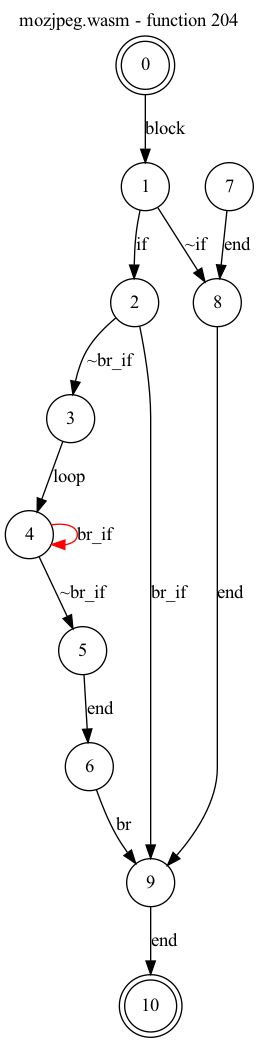 mozjpeg.wasm - function 204
0
block
1
7
if
~if
end
2
8
~br_if
3
loop
4
br_if
~br_if
br_if
end
5
end
6
br
9
end
10